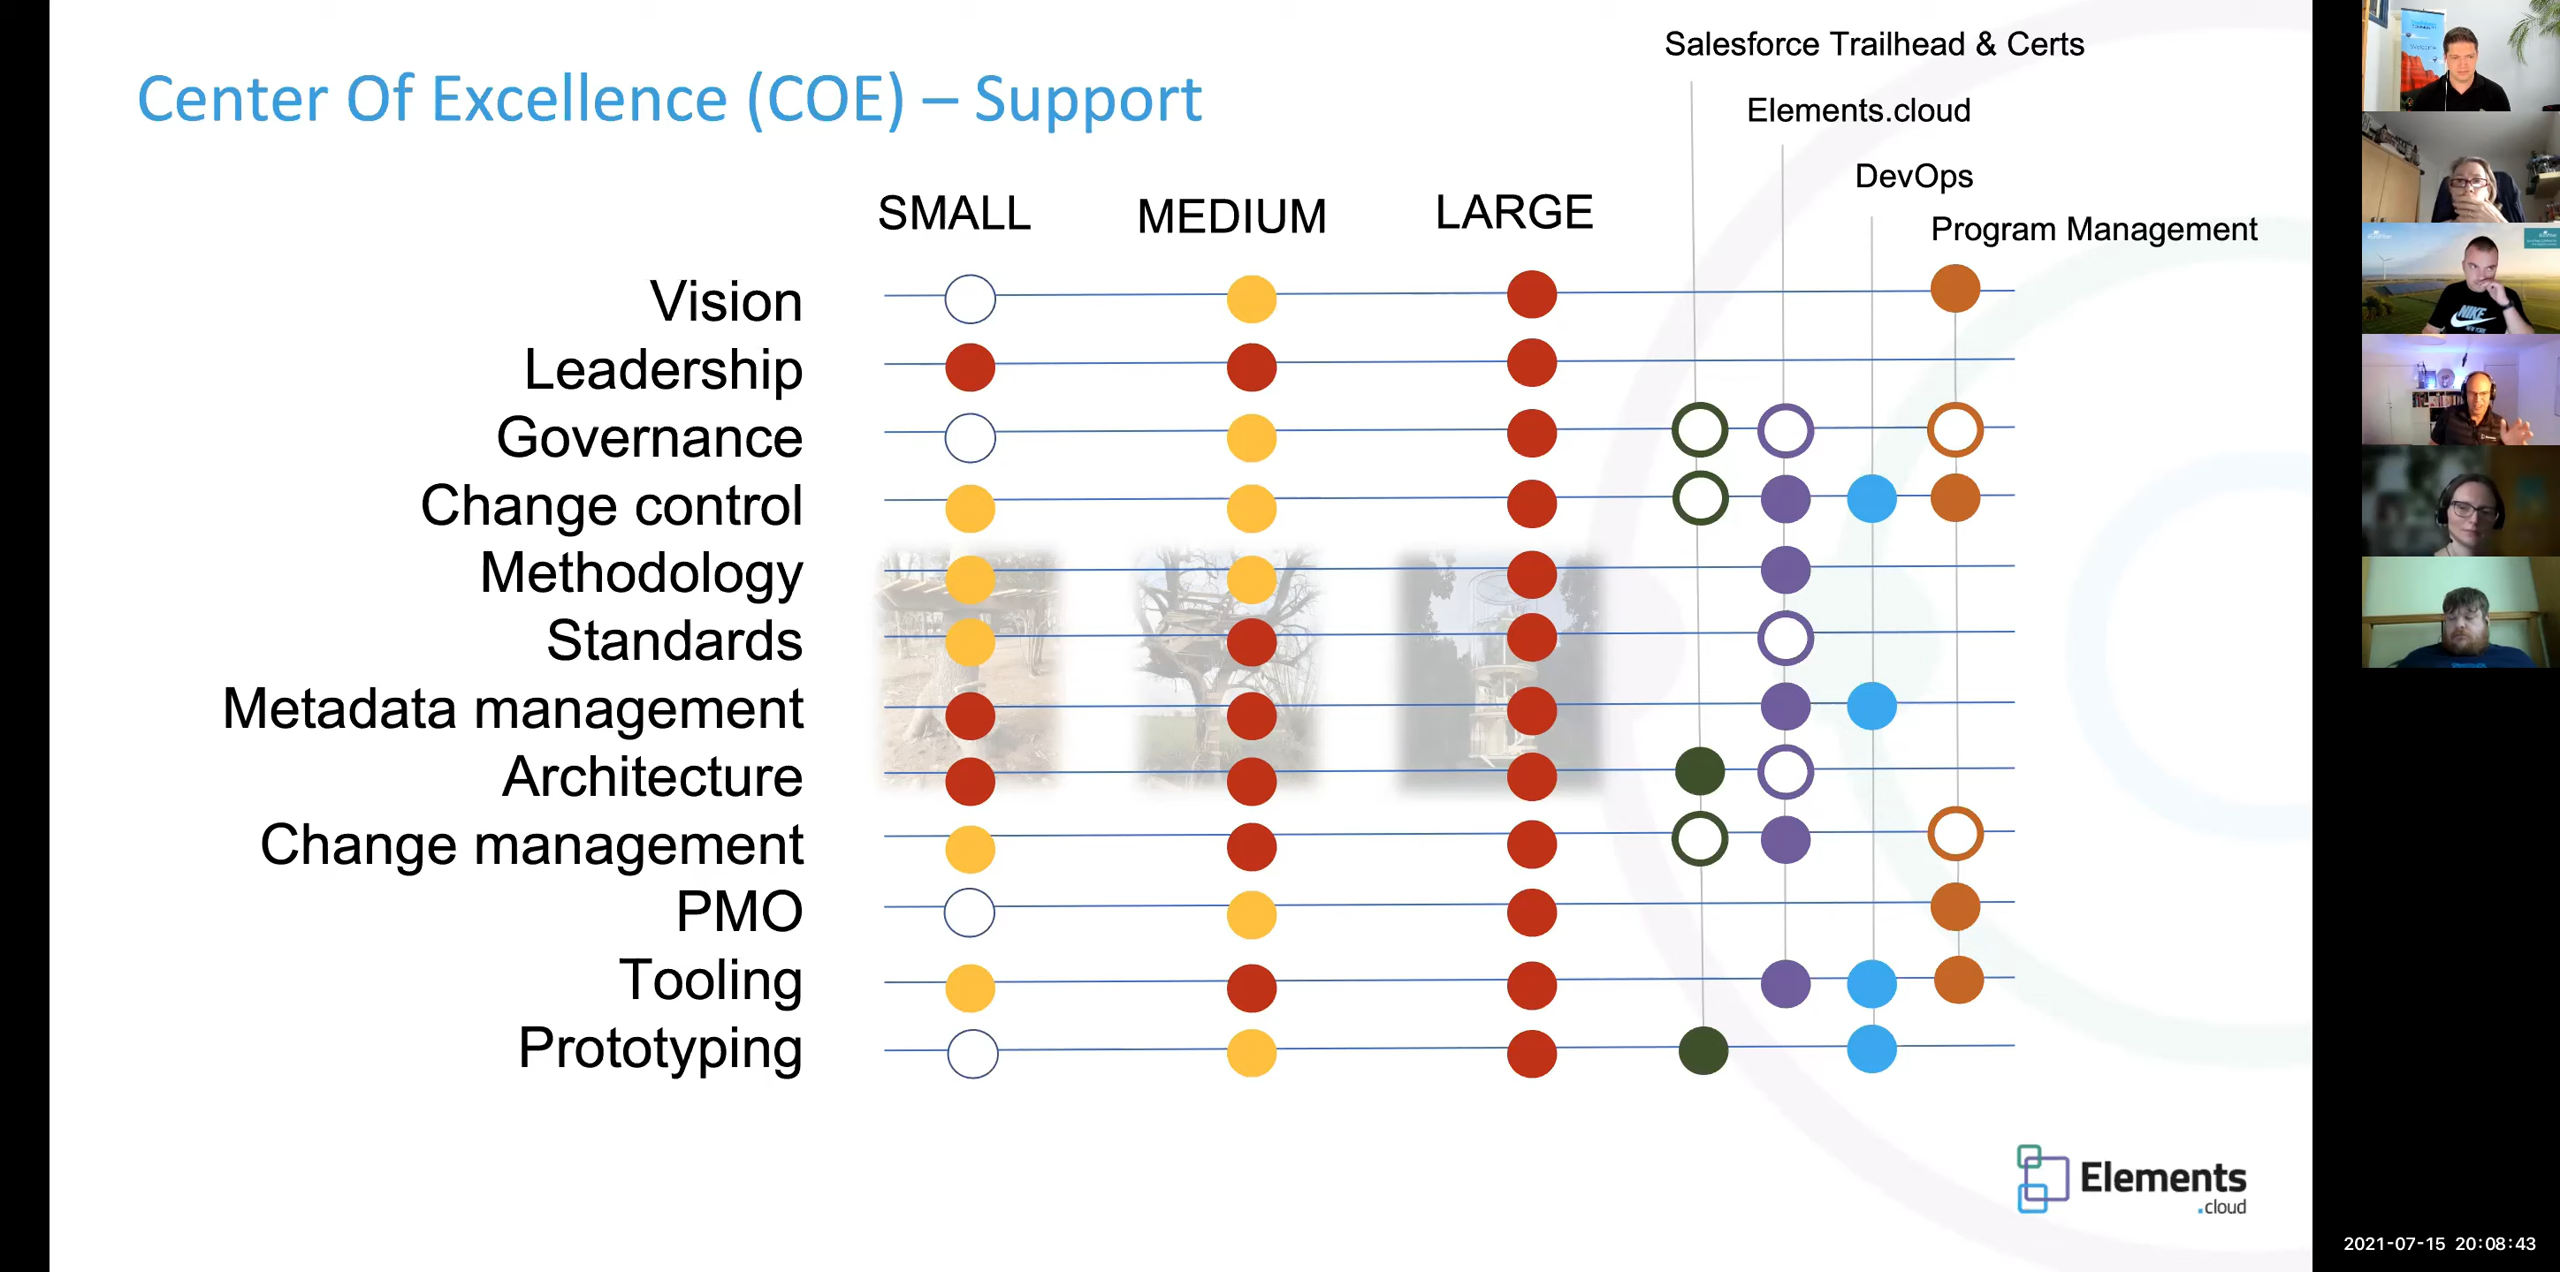 Center Of Excellence (COE) – Support
Salesforce Trailhead & Certs
Elements.cloud
DevOps
Program Management
SMALL
MEDIUM
LARGE
Vision
Leadership
Governance
Change control
Methodology
Standards
Metadata management
Architecture
Change management
PMO
Tooling
Prototyping
Elements
.cloud
NIKE
2021-07-15 20:08:43